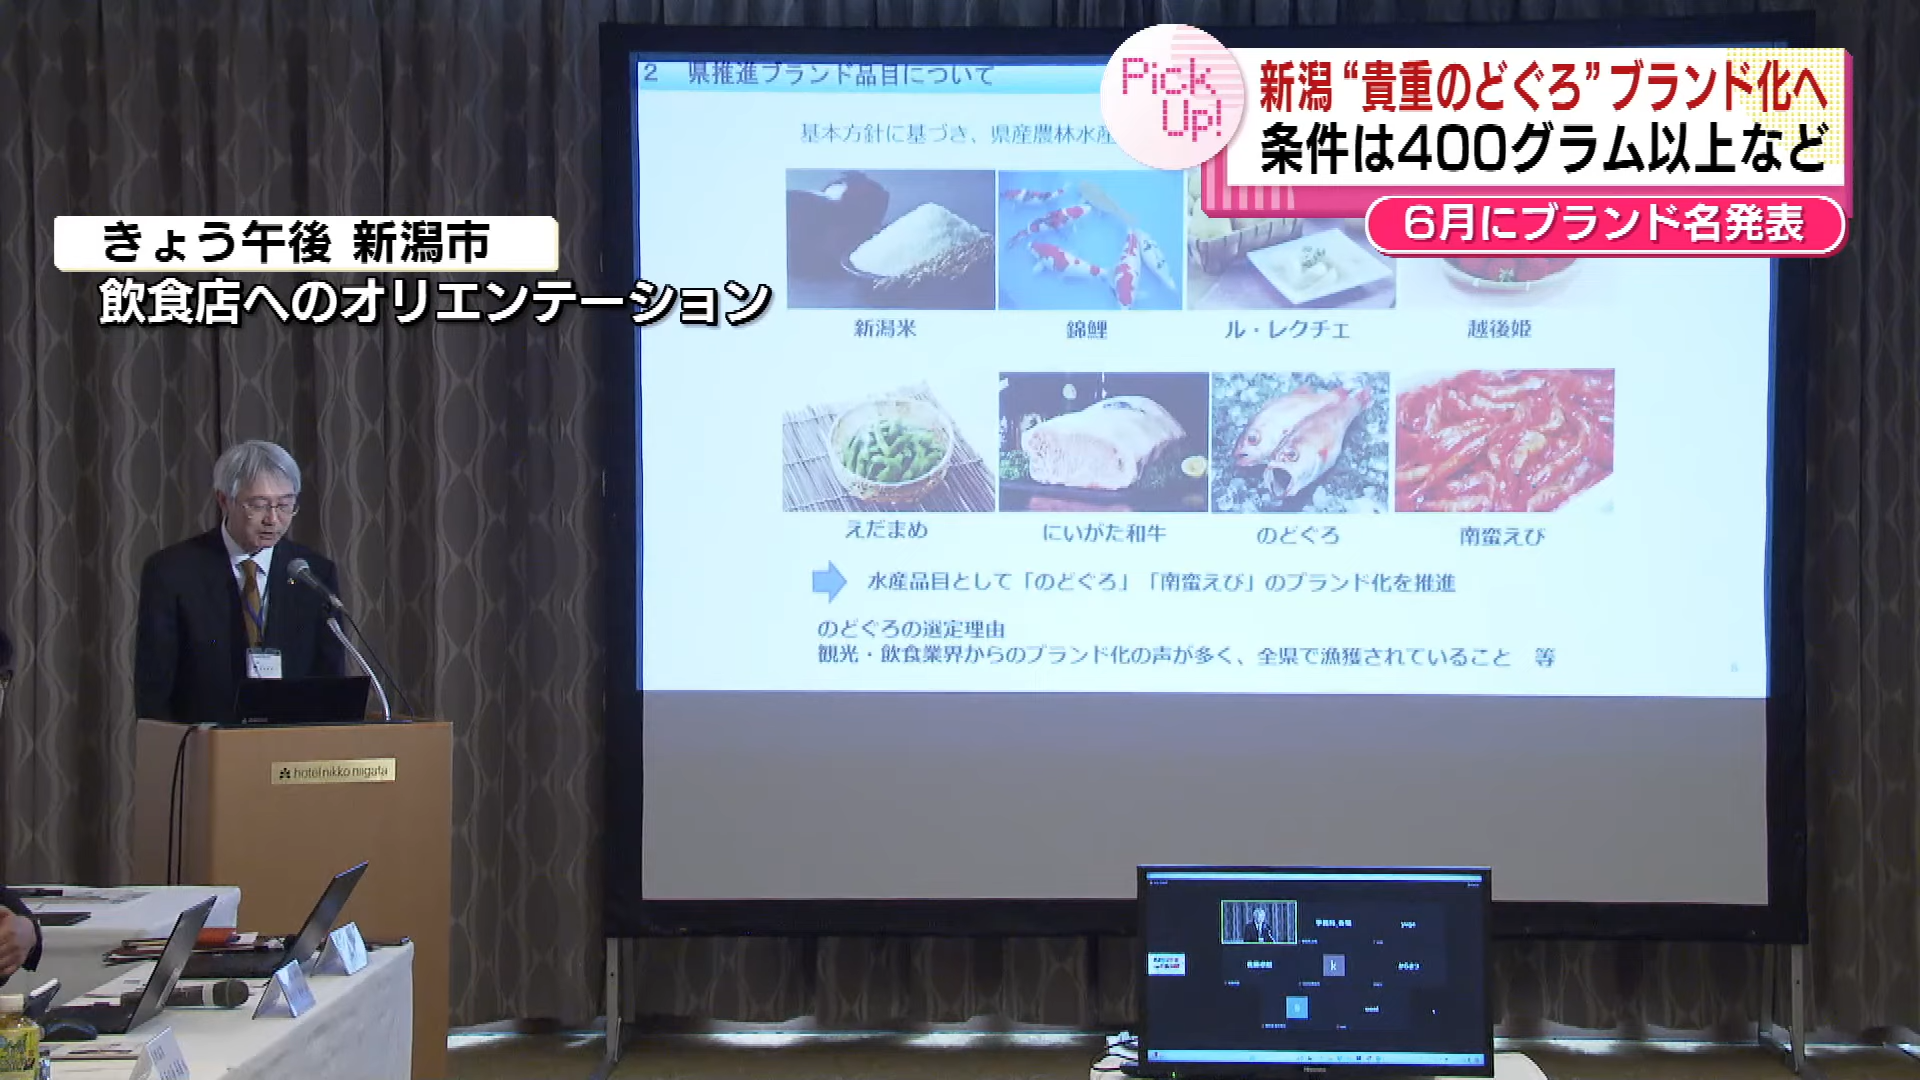 Pick Up!
新潟“貴重のどぐろ”ブランド化へ
条件は400グラム以上など
6月にブランド名発表
きょう午後 新潟市
飲食店へのオリエンテーション
2 県推進ブランド品目について
基本方針に基づき、県産農林水産
新潟米
錦鯉
ル・レクチェ
越後姫
えだまめ
にいがた和牛
のどぐろ
南蛮えび
水産品目として「のどぐろ」「南蛮えび」のブランド化を推進
のどぐろの選定理由
観光・飲食業界からのブランド化の声が多く、全県で漁獲されていること 等
hotel nikko niigata
k